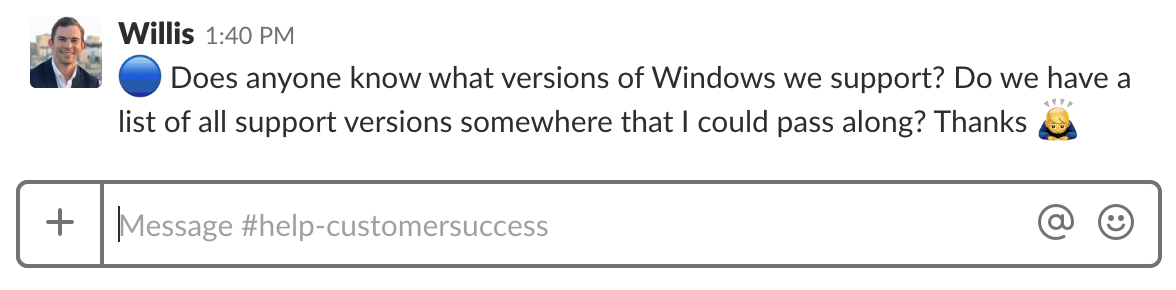 Willis 1:40 PM
Does anyone know what versions of Windows we support? Do we have a
list of all support versions somewhere that I could pass along? Thanks
Message #help-customersuccess